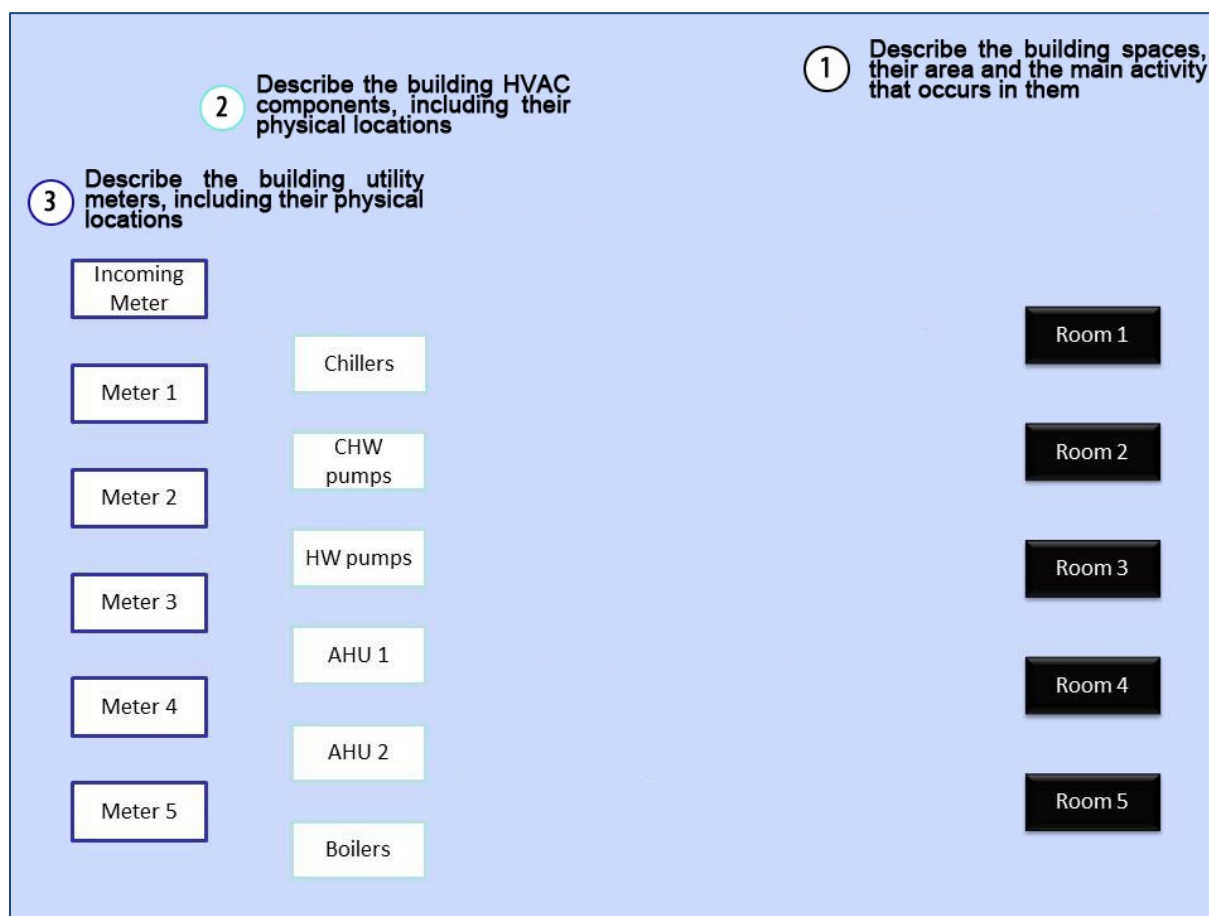 1
Describe the building spaces,
their area and the main activity
that occurs in them
2
Describe the building HVAC
components, including their
physical locations
3
Describe the building utility
meters, including their physical
locations
Incoming
Meter
Meter 1
Meter 2
Meter 3
Meter 4
Meter 5
Chillers
CHW
pumps
HW pumps
AHU 1
AHU 2
Boilers
Room 1
Room 2
Room 3
Room 4
Room 5